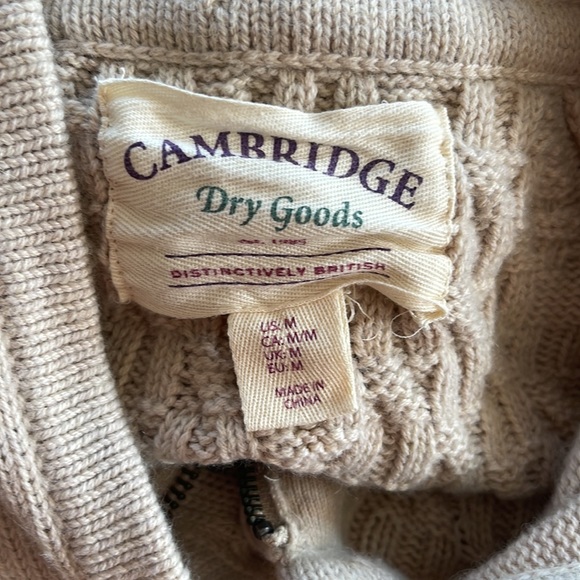 CAMBRIDGE
Dry Goods
DISTINCTIVELY BRITISH
US: M
CA: M/M
UK: M
EU: M
MADE IN
CHINA